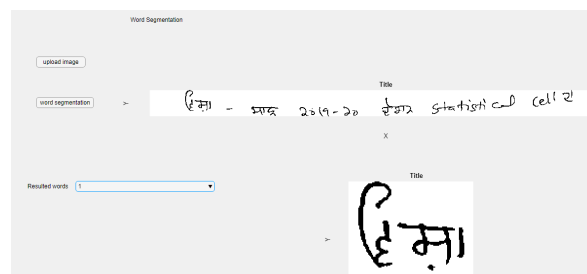 Word Segmentation
upload image
Title
word segmentation
Y
हिमा - माह 2019-20 statistical cell
X
Title
Resulted words 1
Y
हिमा